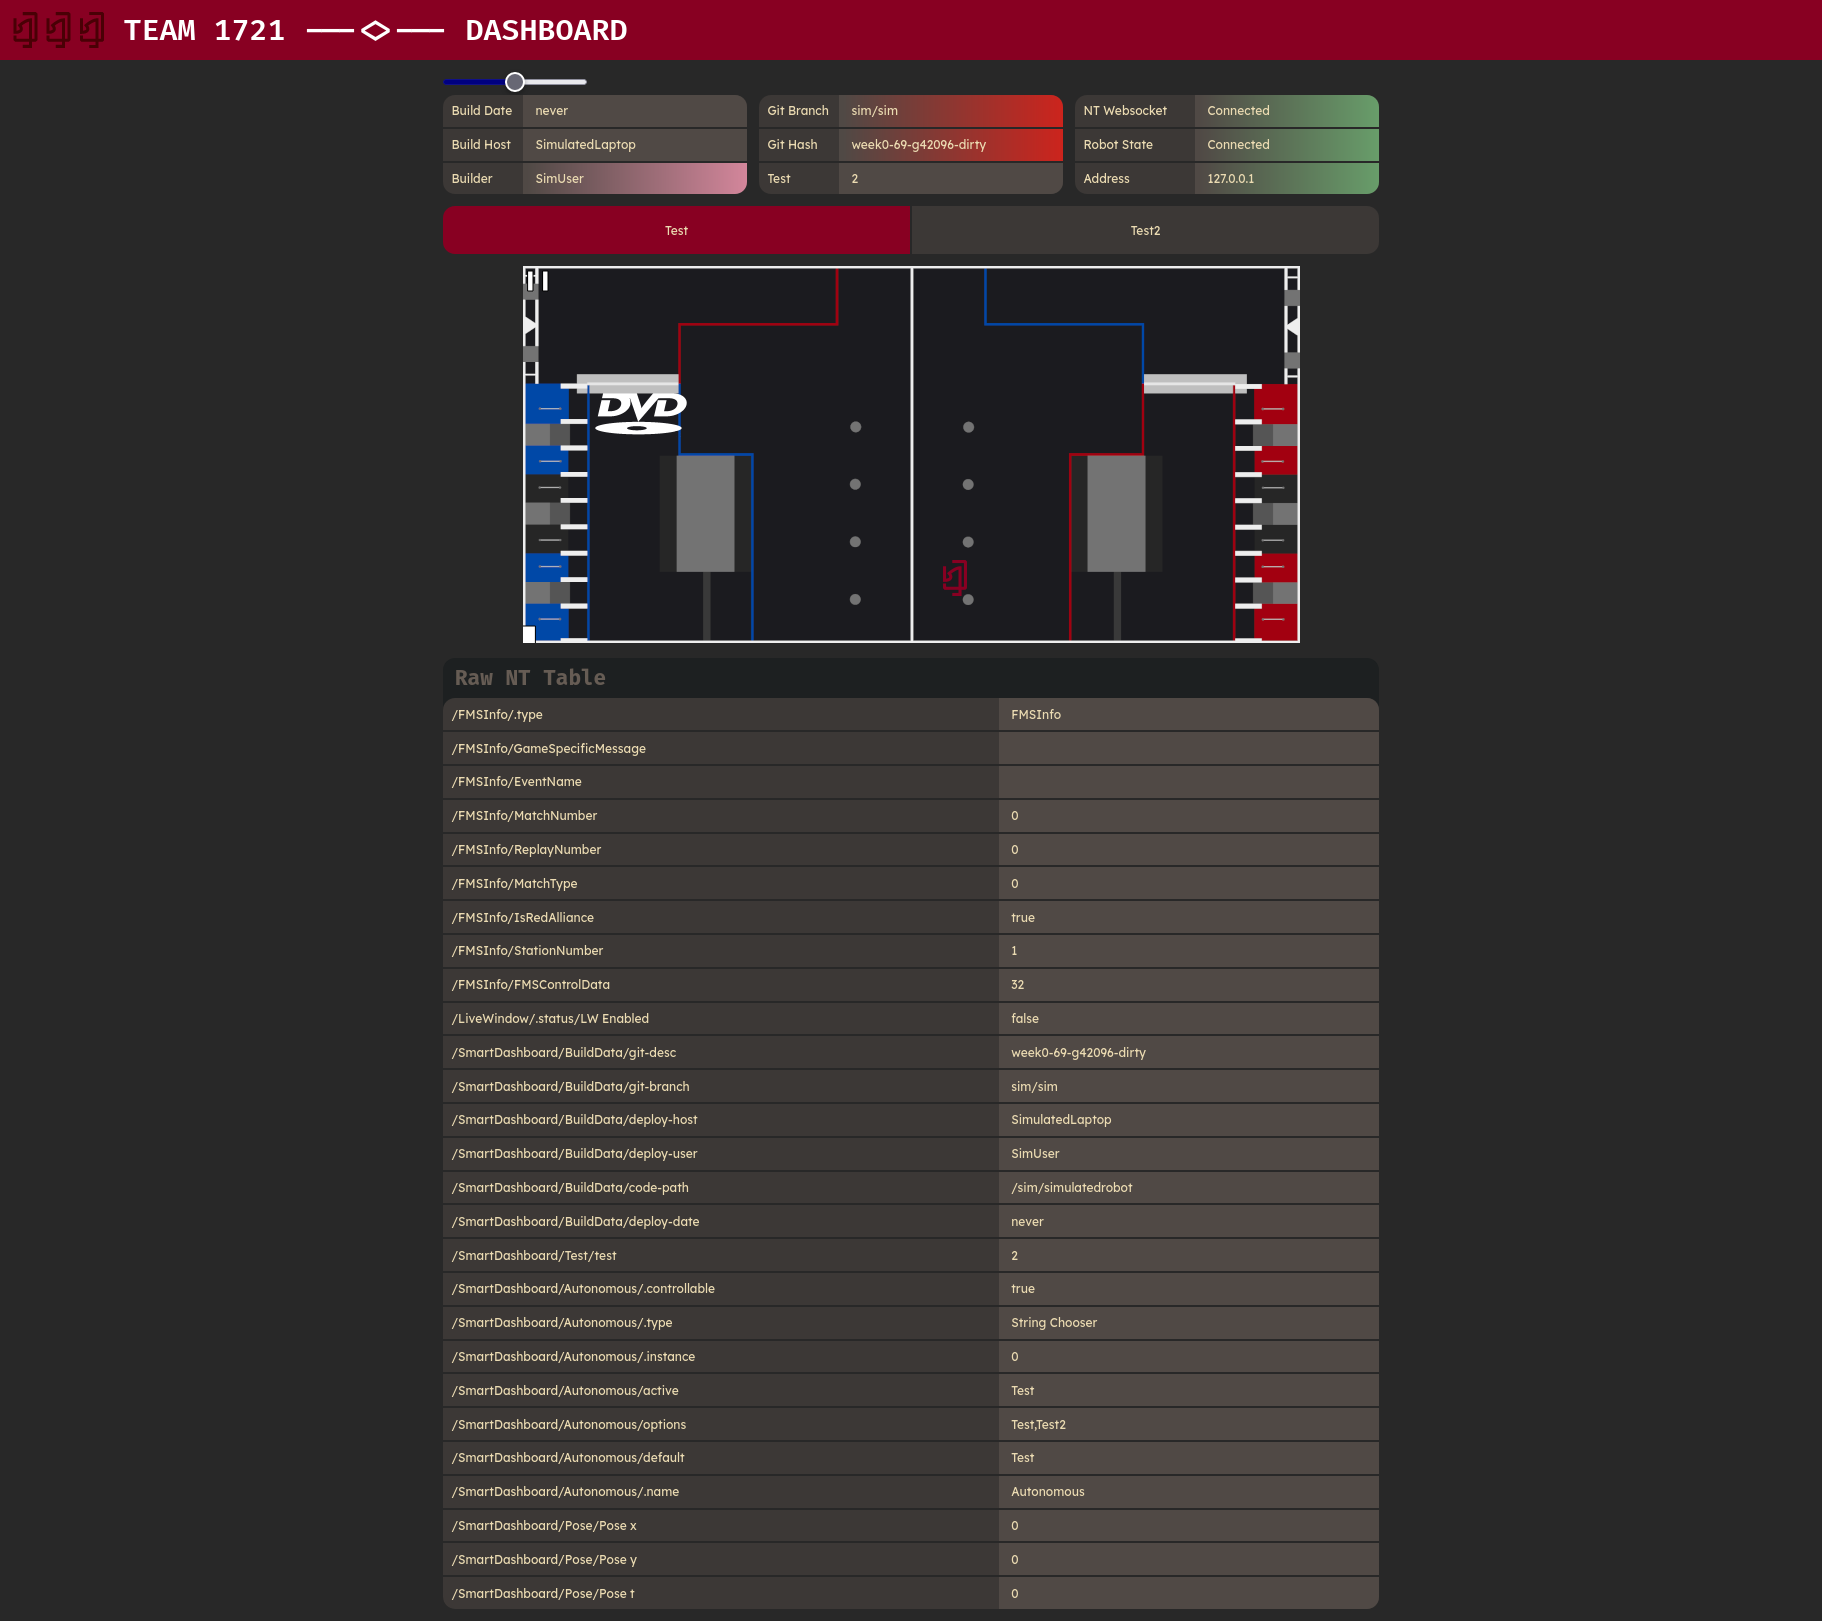 TEAM 1721 DASHBOARD
Build Date never
Build Host SimulatedLaptop
Builder SimUser
Git Branch sim/sim
Git Hash week0-69-g42096-dirty
Test 2
NT Websocket Connected
Robot State Connected
Address 127.0.0.1
Test Test2
DVD
Raw NT Table
/FMSInfo/.type FMSInfo
/FMSInfo/GameSpecificMessage
/FMSInfo/EventName
/FMSInfo/MatchNumber 0
/FMSInfo/ReplayNumber 0
/FMSInfo/MatchType 0
/FMSInfo/IsRedAlliance true
/FMSInfo/StationNumber 1
/FMSInfo/FMSControlData 32
/LiveWindow/.status/LW Enabled false
/SmartDashboard/BuildData/git-desc week0-69-g42096-dirty
/SmartDashboard/BuildData/git-branch sim/sim
/SmartDashboard/BuildData/deploy-host SimulatedLaptop
/SmartDashboard/BuildData/deploy-user SimUser
/SmartDashboard/BuildData/code-path /sim/simulatedrobot
/SmartDashboard/BuildData/deploy-date never
/SmartDashboard/Test/test 2
/SmartDashboard/Autonomous/.controllable true
/SmartDashboard/Autonomous/.type String Chooser
/SmartDashboard/Autonomous/.instance 0
/SmartDashboard/Autonomous/active Test
/SmartDashboard/Autonomous/options Test,Test2
/SmartDashboard/Autonomous/default Test
/SmartDashboard/Autonomous/.name Autonomous
/SmartDashboard/Pose/Pose x 0
/SmartDashboard/Pose/Pose y 0
/SmartDashboard/Pose/Pose t 0